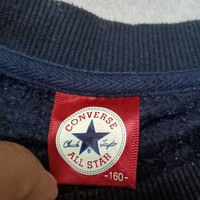 CONVERSE
Chuck Taylor
ALL STAR
-160-